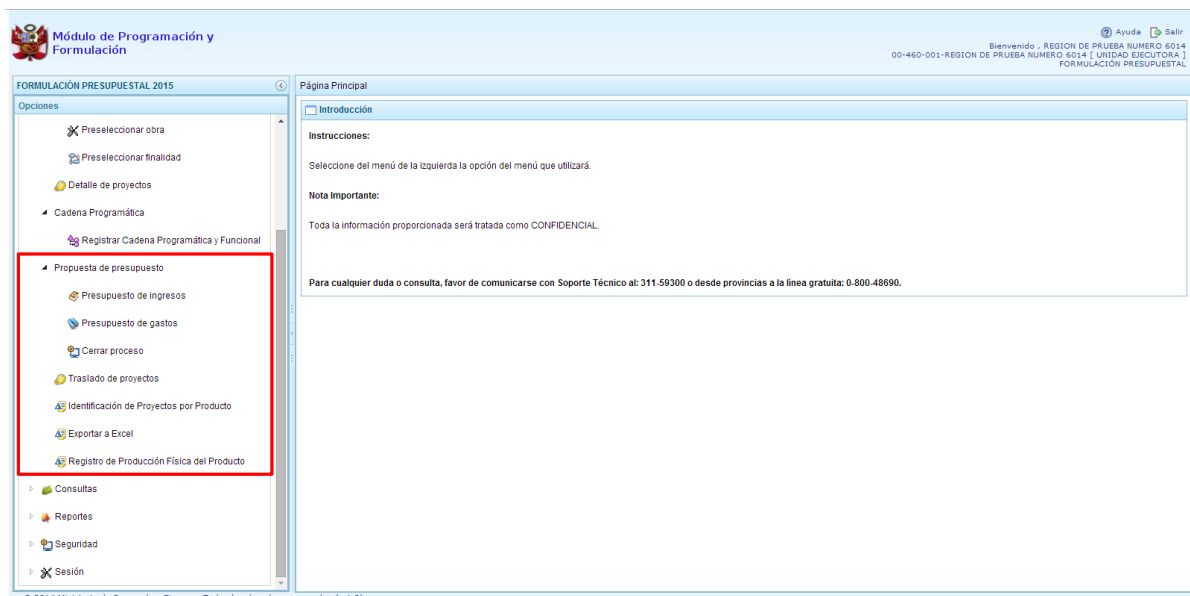 Módulo de Programación y
Formulación
Ayuda Salir
Bienvenido , REGION DE PRUEBA NUMERO 6014
00-460-001-REGION DE PRUEBA NUMERO 6014 [ UNIDAD EJECUTORA ]
FORMULACIÓN PRESUPUESTAL
FORMULACIÓN PRESUPUESTAL 2015
Opciones
Preseleccionar obra
Preseleccionar finalidad
Detalle de proyectos
Cadena Programática
Registrar Cadena Programática y Funcional
Propuesta de presupuesto
Presupuesto de ingresos
Presupuesto de gastos
Cerrar proceso
Traslado de proyectos
Identificación de Proyectos por Producto
Exportar a Excel
Registro de Producción Física del Producto
Consultas
Reportes
Seguridad
Sesión
Página Principal
Introducción
Instrucciones:
Seleccione del menú de la izquierda la opción del menú que utilizará.
Nota Importante:
Toda la información proporcionada será tratada como CONFIDENCIAL.
Para cualquier duda o consulta, favor de comunicarse con Soporte Técnico al: 311-59300 o desde provincias a la línea gratuita: 0-800-48690.